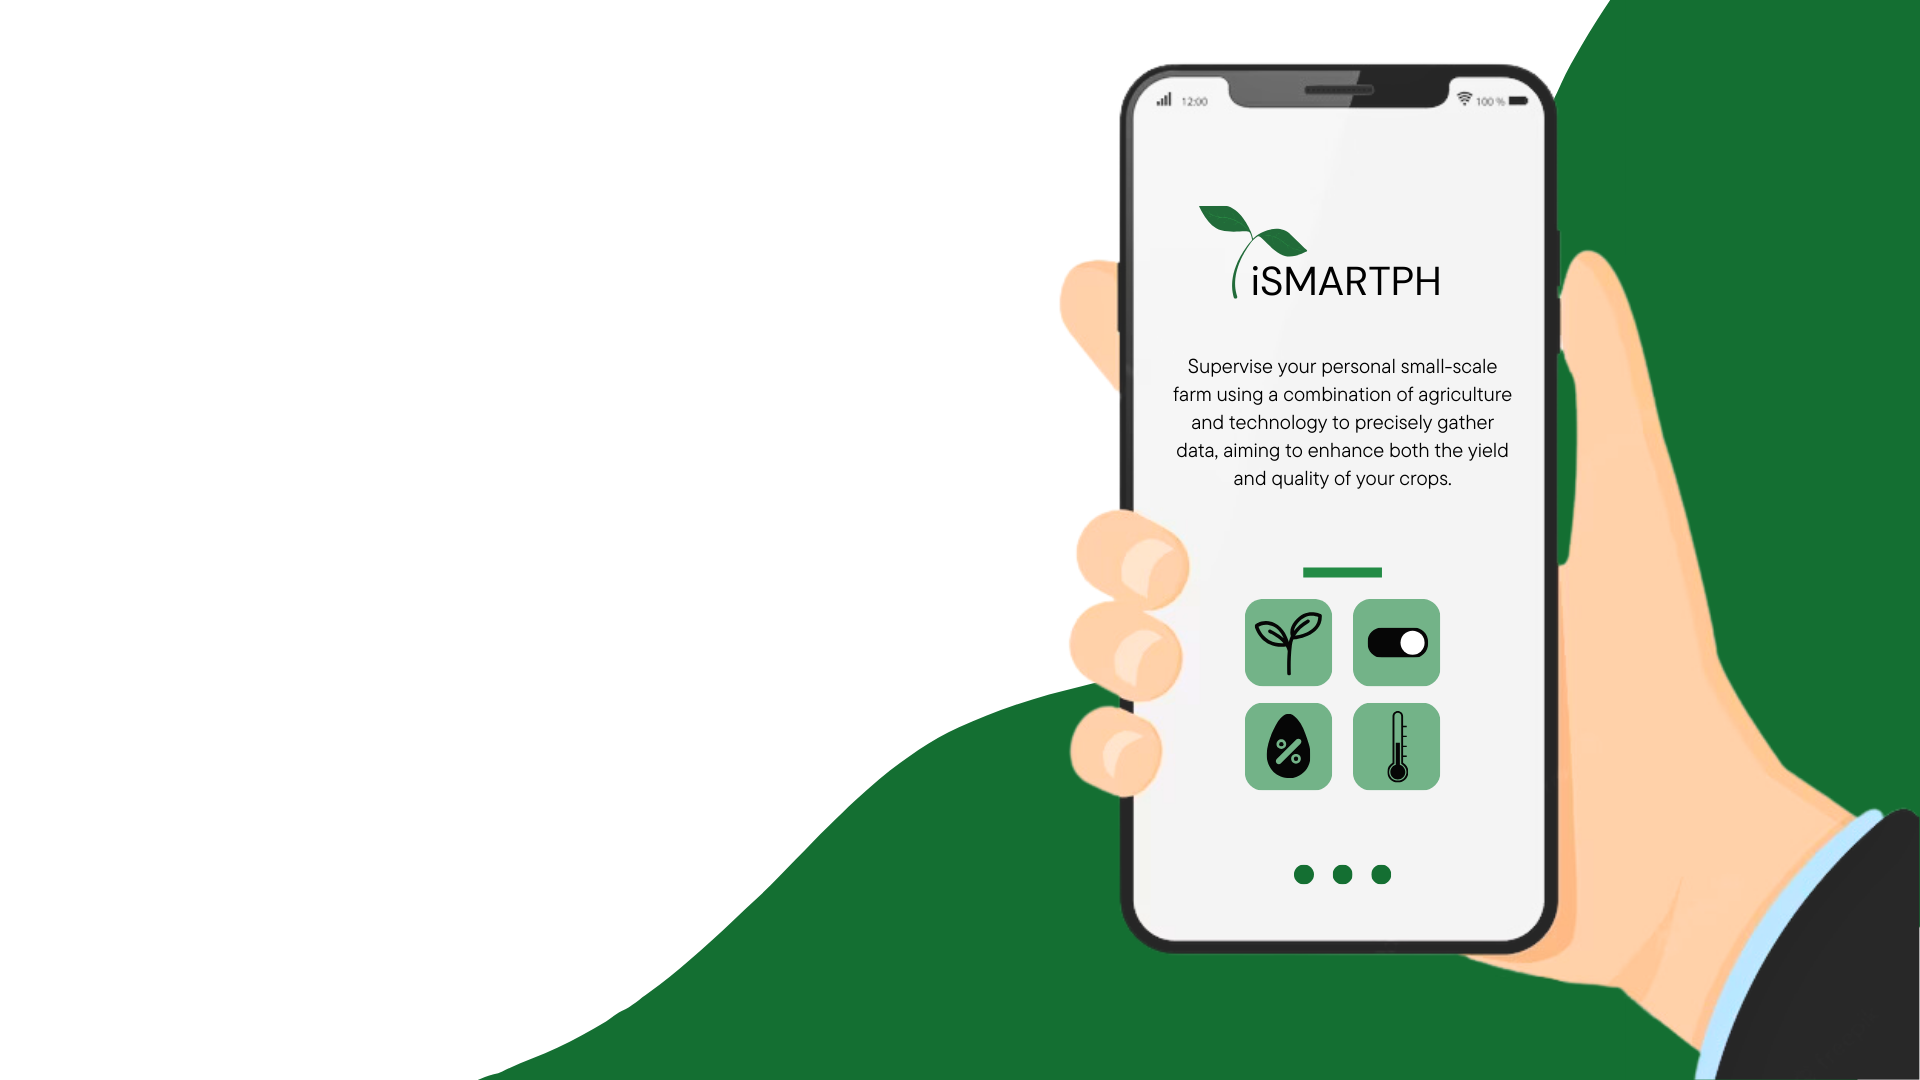 12:00
100 %
iSMARTPH
Supervise your personal small-scale
farm using a combination of agriculture
and technology to precisely gather
data, aiming to enhance both the yield
and quality of your crops.
%